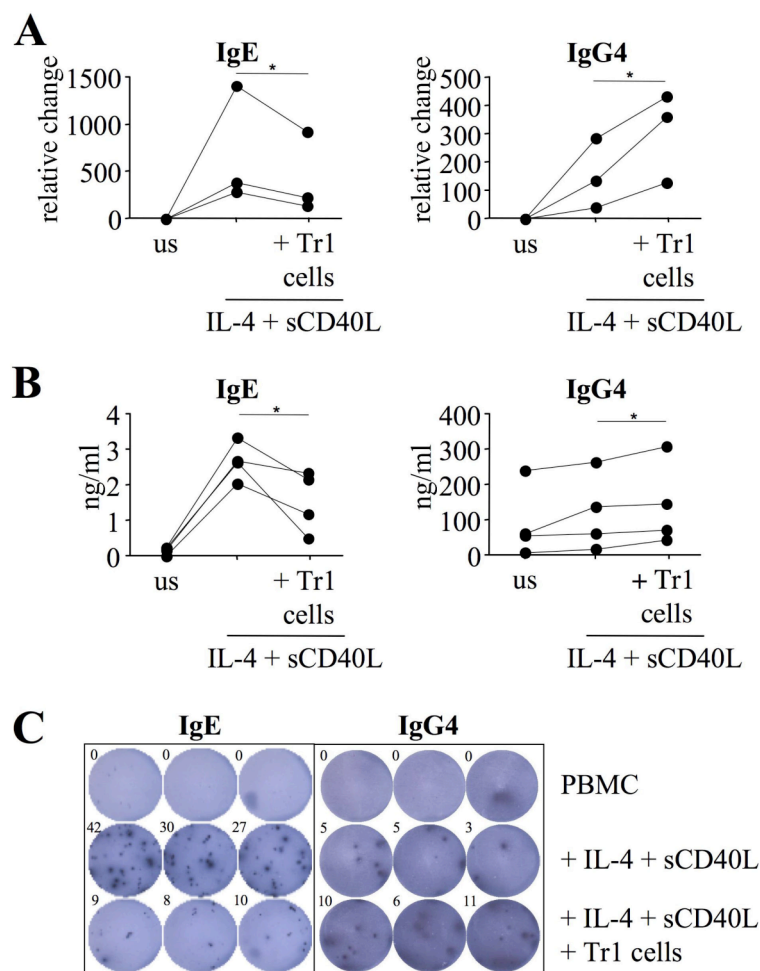 A
IgE
IgG4
relative change
1500
1000
500
0
us
+ Tr1
cells
IL-4 + sCD40L
*
relative change
500
400
300
200
100
0
us
+ Tr1
cells
IL-4 + sCD40L
*
B
IgE
IgG4
ng/ml
4
3
2
1
0
us
+ Tr1
cells
IL-4 + sCD40L
*
ng/ml
400
300
200
100
0
us
+ Tr1
cells
IL-4 + sCD40L
*
C
IgE
IgG4
0 0 0 0 0 0 PBMC
42 30 27 5 5 3 + IL-4 + sCD40L
9 8 10 10 6 11 + IL-4 + sCD40L
+ Tr1 cells